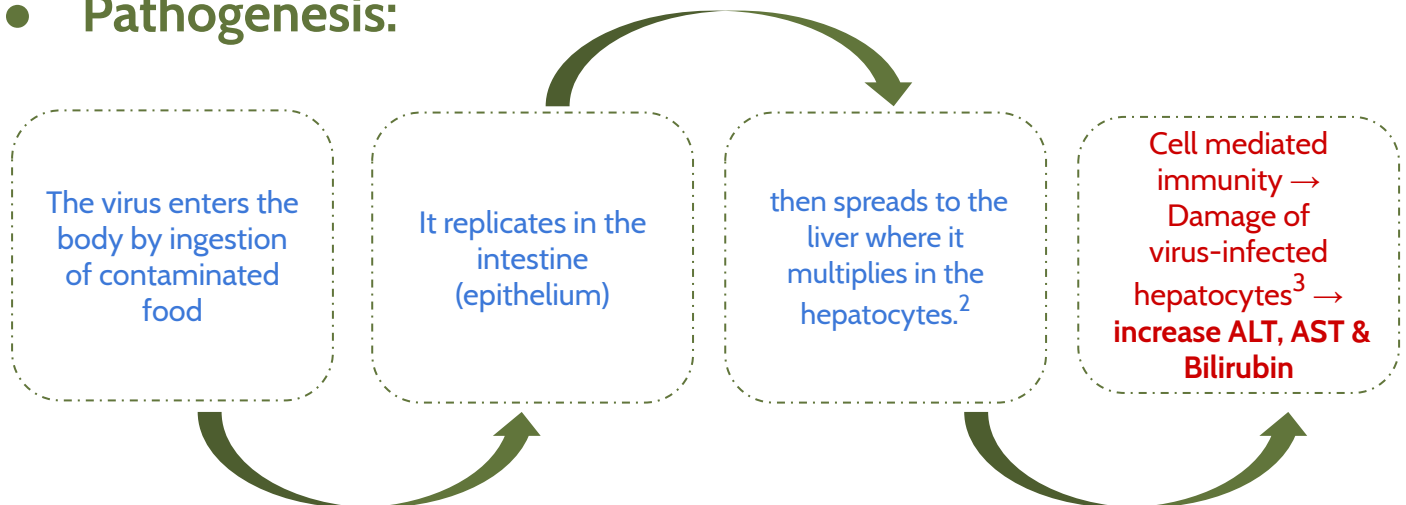 ● Pathogenesis:
The virus enters the
body by ingestion
of contaminated
food
It replicates in the
intestine
(epithelium)
then spreads to the
liver where it
multiplies in the
hepatocytes.²
Cell mediated
immunity →
Damage of
virus-infected
hepatocytes³ →
increase ALT, AST &
Bilirubin